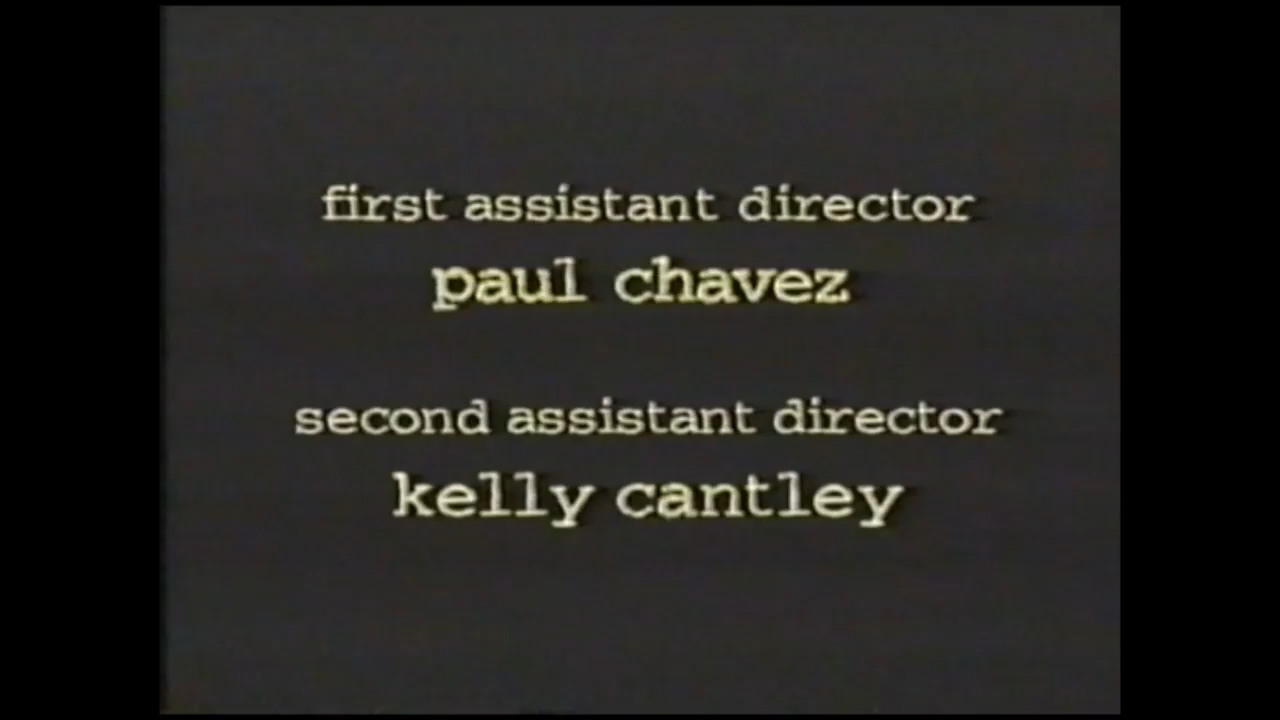 first assistant director
paul chavez
second assistant director
kelly cantley